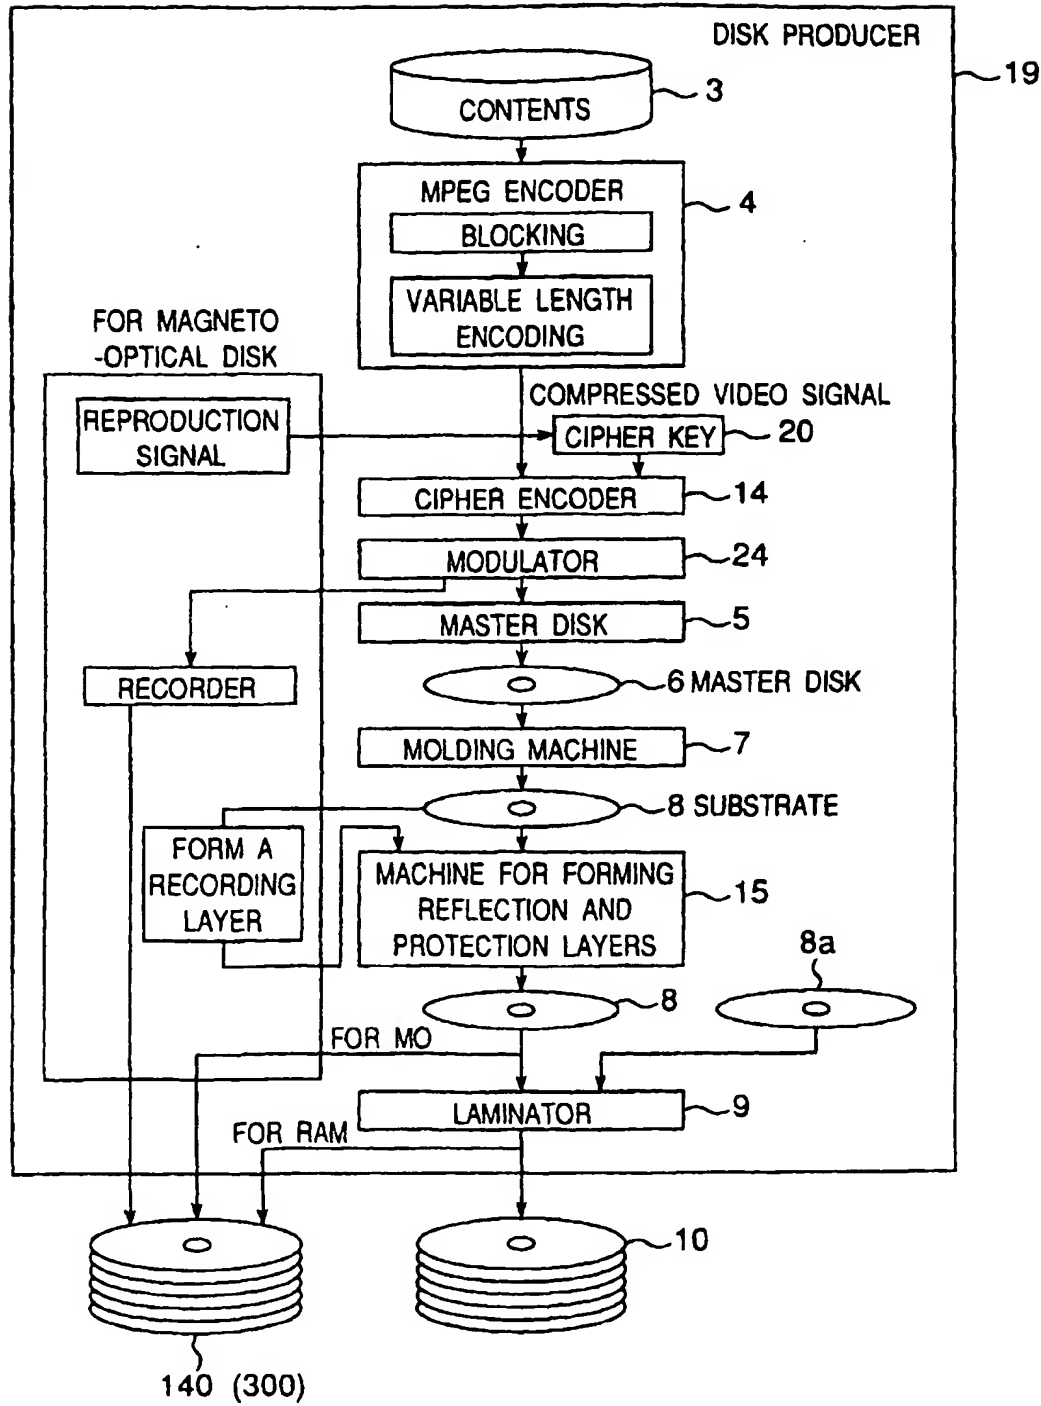 DISK PRODUCER
19
3
CONTENTS
MPEG ENCODER
4
BLOCKING
VARIABLE LENGTH
ENCODING
FOR MAGNETO
-OPTICAL DISK
COMPRESSED VIDEO SIGNAL
REPRODUCTION
SIGNAL
CIPHER KEY
20
CIPHER ENCODER
14
MODULATOR
24
MASTER DISK
5
RECORDER
6 MASTER DISK
MOLDING MACHINE
7
8 SUBSTRATE
FORM A
RECORDING
LAYER
MACHINE FOR FORMING
REFLECTION AND
PROTECTION LAYERS
15
8a
8
FOR MO
LAMINATOR
9
FOR RAM
10
140 (300)